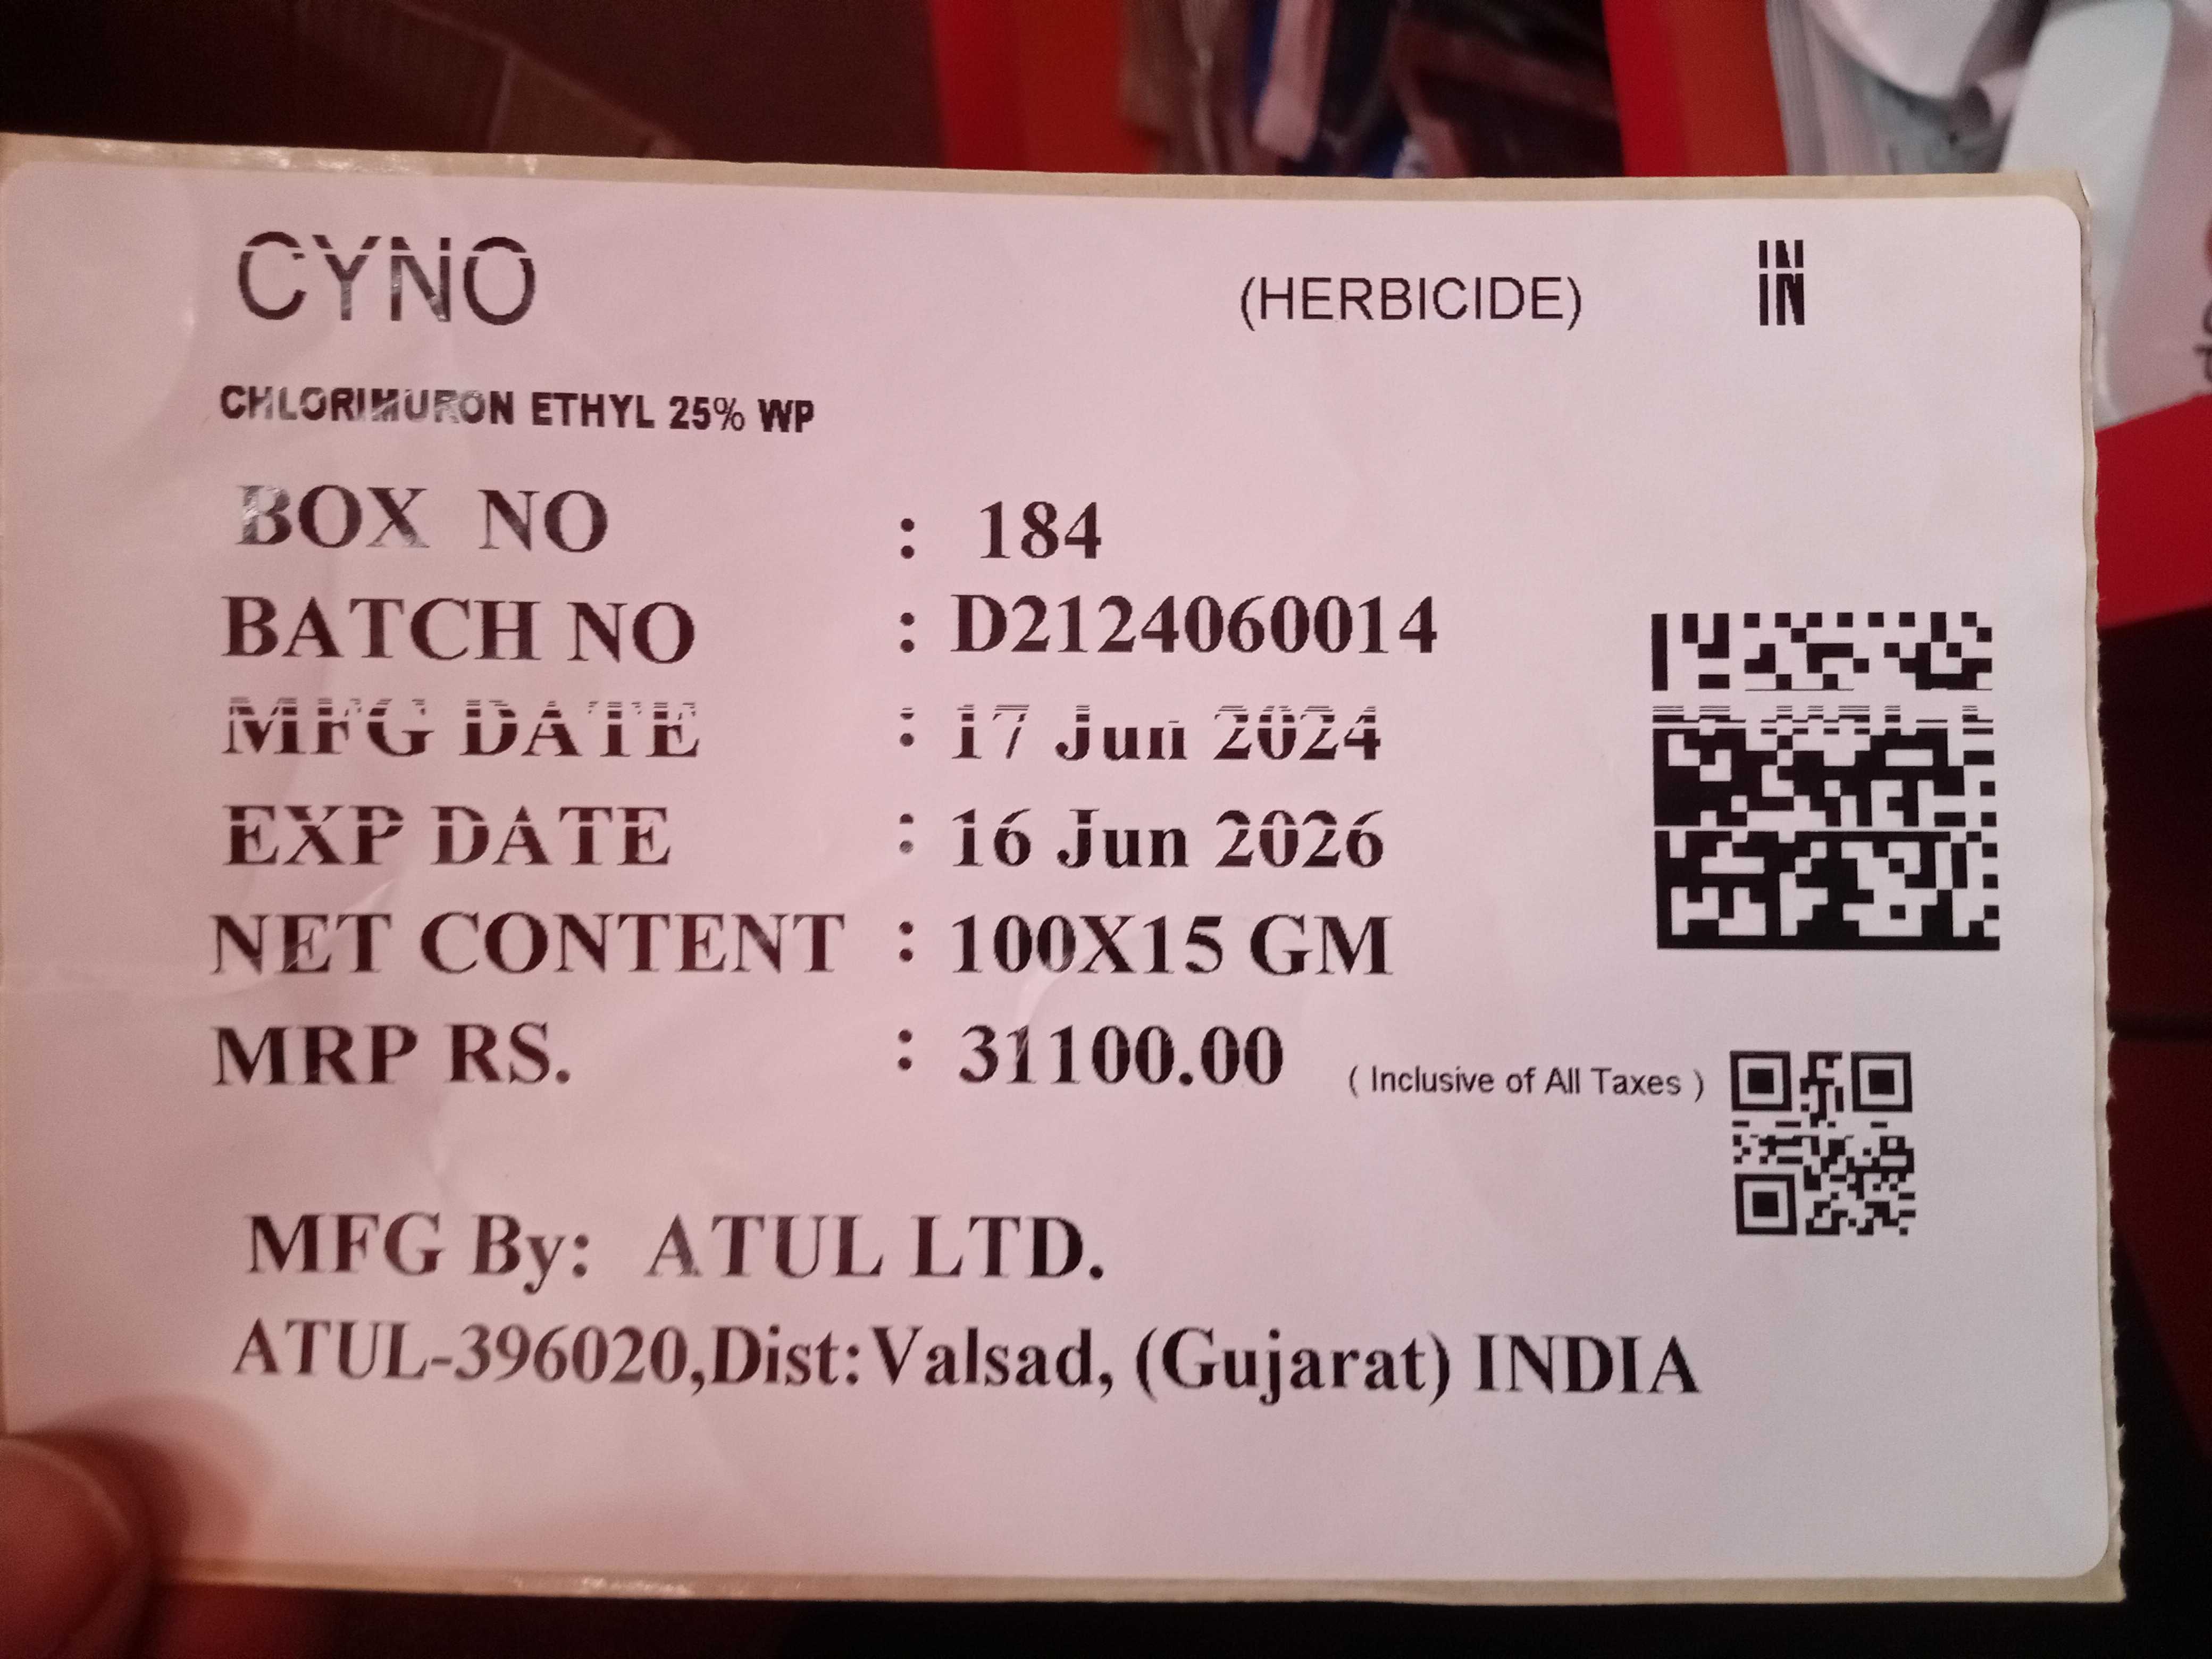 CYNO (HERBICIDE) IN
CHLORIMURON ETHYL 25% WP
BOX NO : 184
BATCH NO : D2124060014
MFG DATE : 17 Jun 2024
EXP DATE : 16 Jun 2026
NET CONTENT : 100X15 GM
MRP RS. : 31100.00 ( Inclusive of All Taxes )
MFG By: ATUL LTD.
ATUL-396020,Dist:Valsad, (Gujarat) INDIA